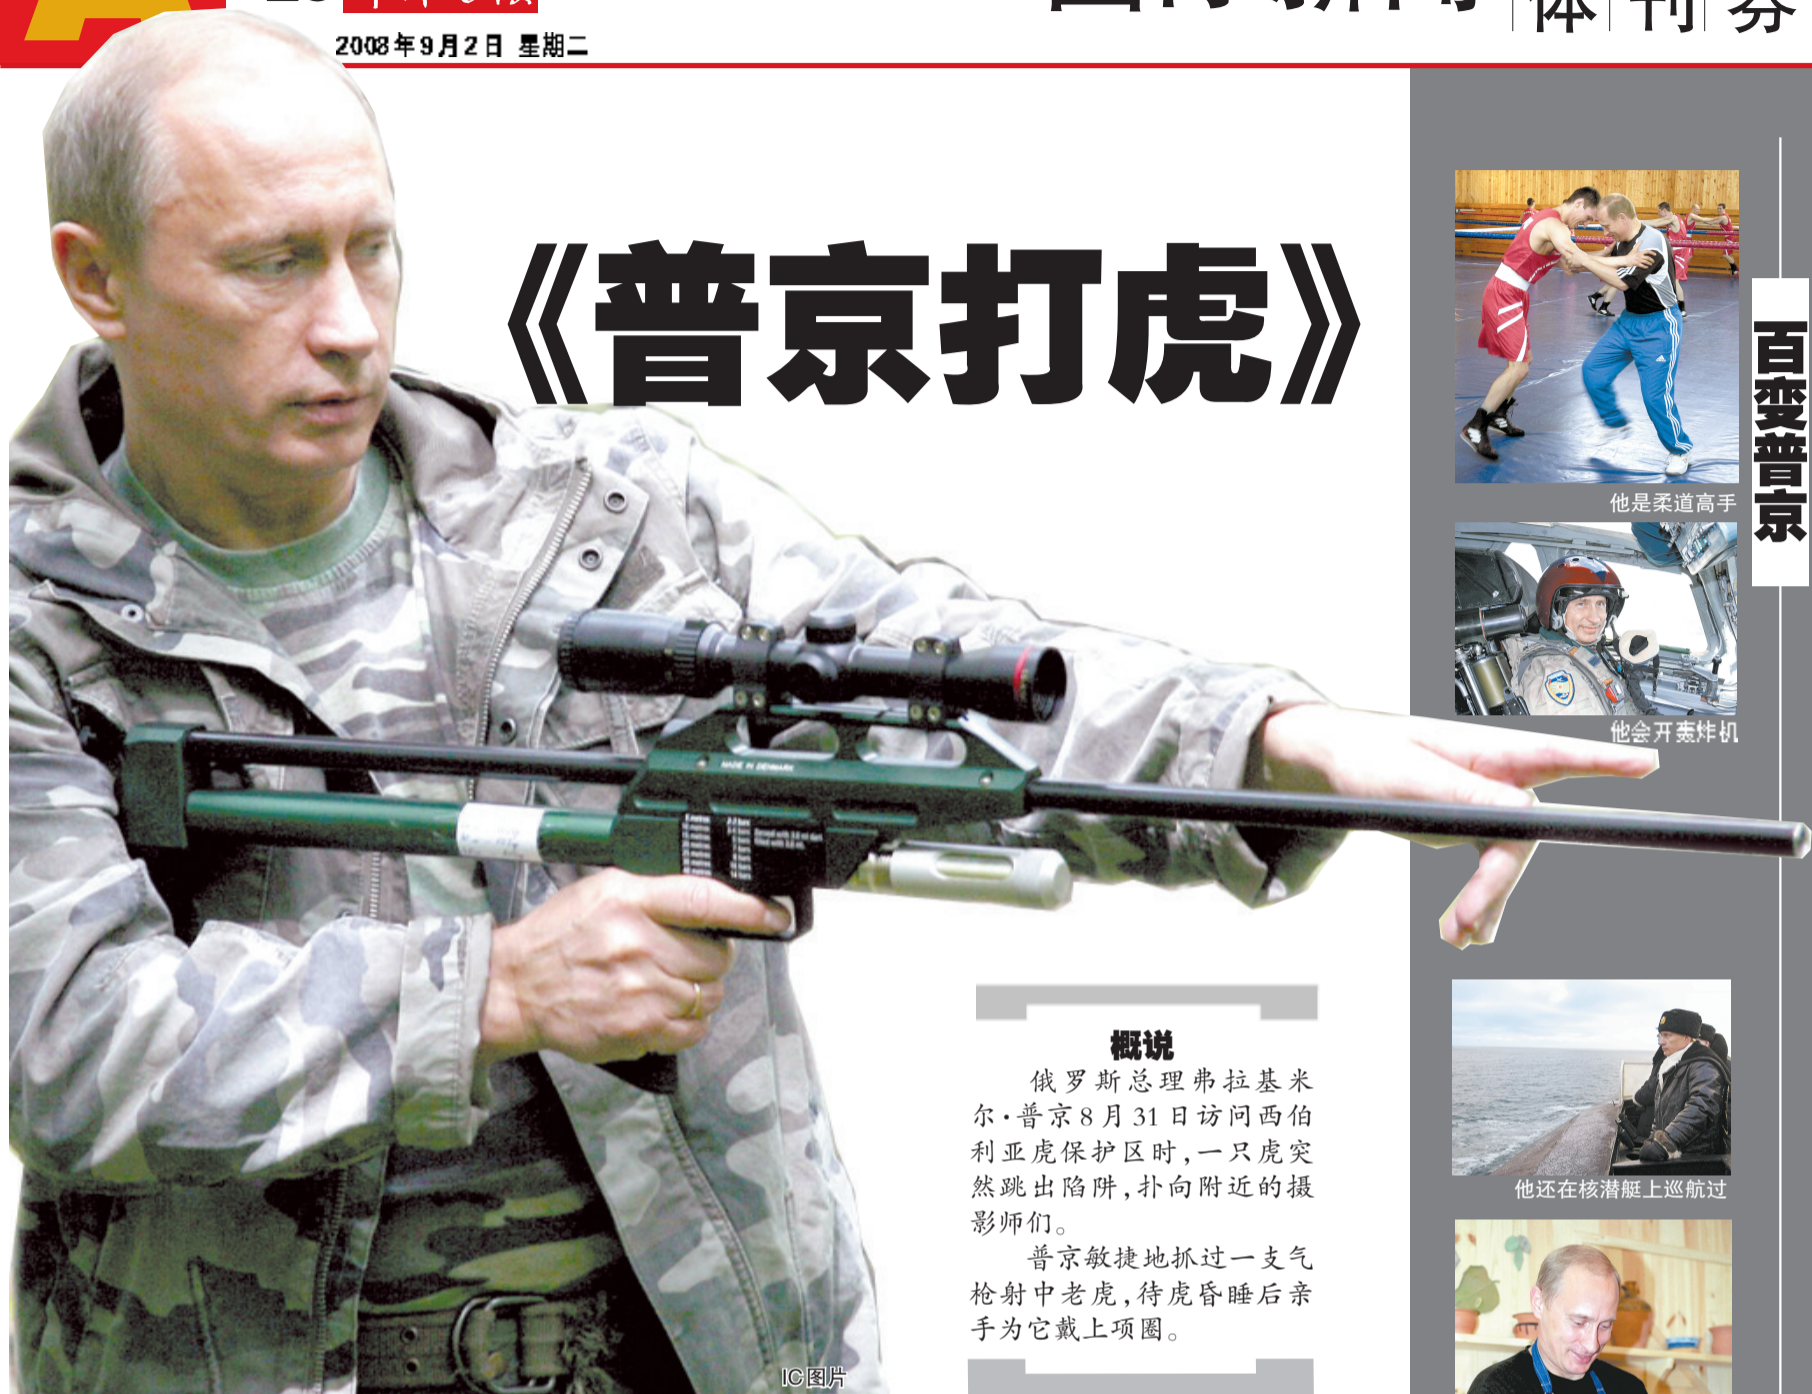 2008年9月2日 星期二
《普京打虎》
百变普京
他是柔道高手
他会开轰炸机
MADE IN DENMARK
他还在核潜艇上巡航过
概说
俄罗斯总理弗拉基米
尔·普京8月31日访问西伯
利亚虎保护区时,一只虎突
然跳出陷阱,扑向附近的摄
影师们。
普京敏捷地抓过一支气
枪射中老虎,待虎昏睡后亲
手为它戴上项圈。
IC图片